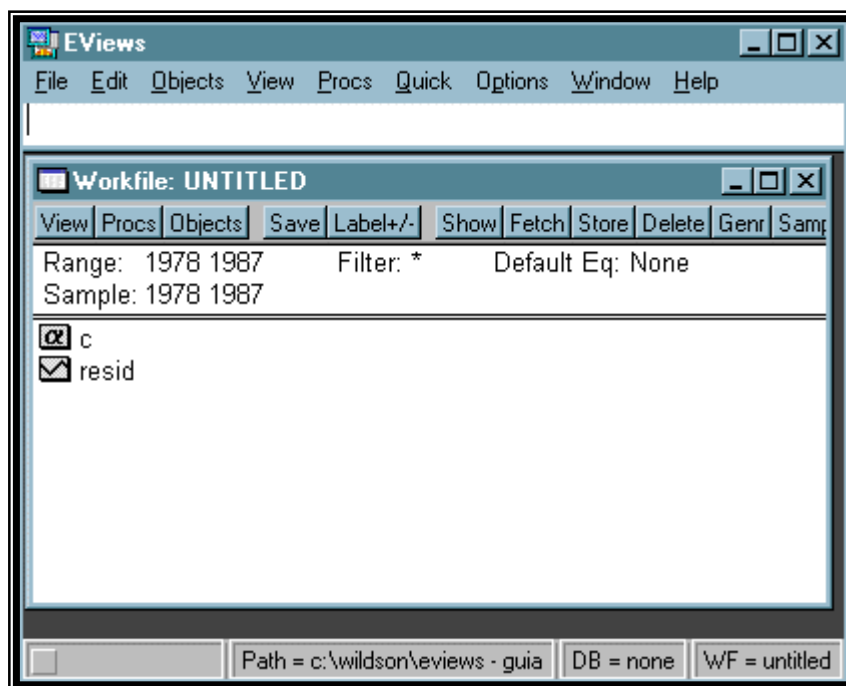 EViews
File Edit Objects View Procs Quick Options Window Help
Workfile: UNTITLED
View Procs Objects Save Label+/- Show Fetch Store Delete Genr Samp
Range: 1978 1987 Filter: * Default Eq: None
Sample: 1978 1987
α c
resid
Path = c:\wildson\eviews - guia DB = none WF = untitled